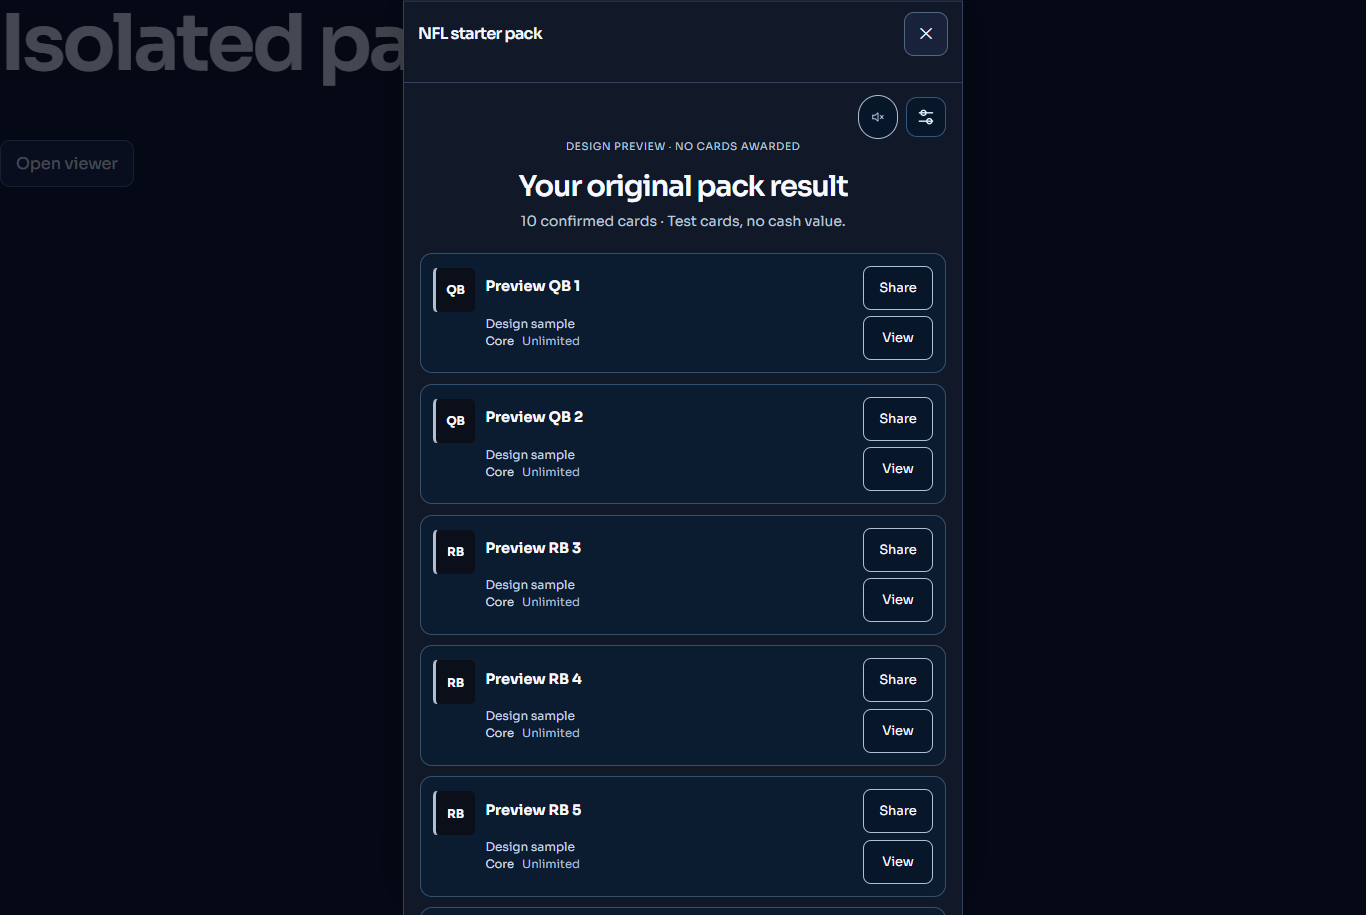 Isolated pa
NFL starter pack
Open viewer
DESIGN PREVIEW · NO CARDS AWARDED
Your original pack result
10 confirmed cards · Test cards, no cash value.
QB
Preview QB 1
Design sample
Core Unlimited
Share
View
QB
Preview QB 2
Design sample
Core Unlimited
Share
View
RB
Preview RB 3
Design sample
Core Unlimited
Share
View
RB
Preview RB 4
Design sample
Core Unlimited
Share
View
RB
Preview RB 5
Design sample
Core Unlimited
Share
View